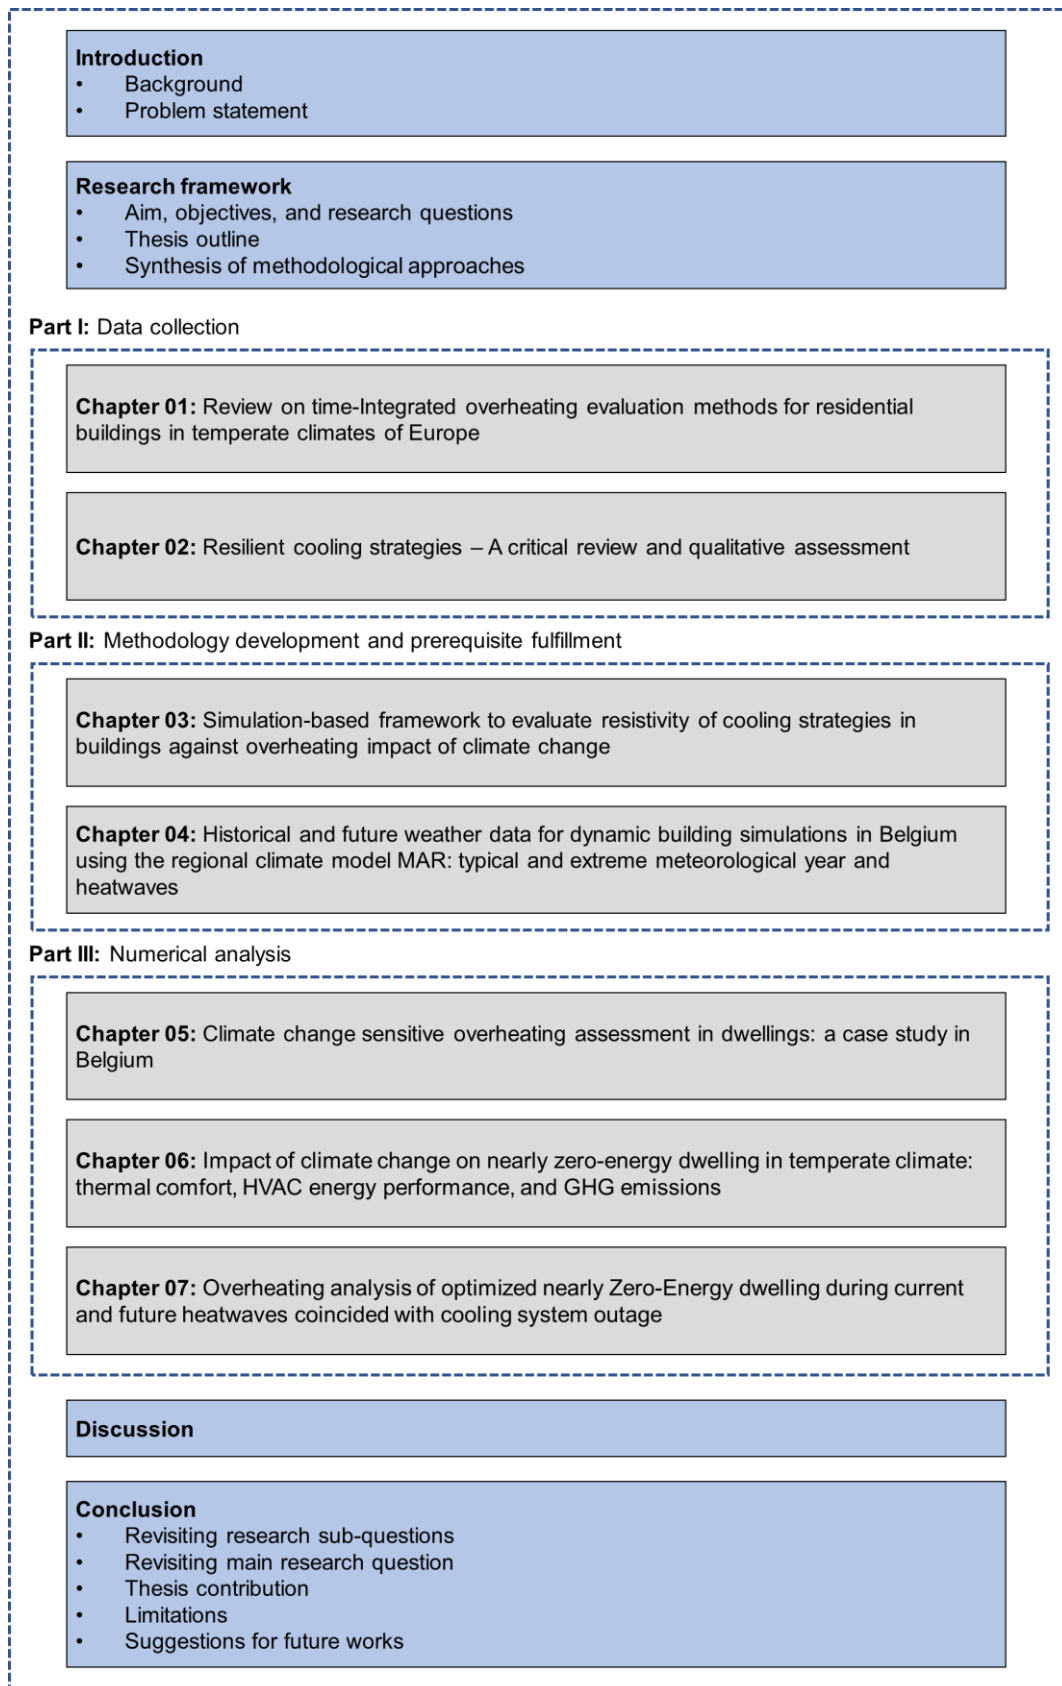 Introduction
• Background
• Problem statement
Research framework
• Aim, objectives, and research questions
• Thesis outline
• Synthesis of methodological approaches
Part I: Data collection
Chapter 01: Review on time-Integrated overheating evaluation methods for residential
buildings in temperate climates of Europe
Chapter 02: Resilient cooling strategies – A critical review and qualitative assessment
Part II: Methodology development and prerequisite fulfillment
Chapter 03: Simulation-based framework to evaluate resistivity of cooling strategies in
buildings against overheating impact of climate change
Chapter 04: Historical and future weather data for dynamic building simulations in Belgium
using the regional climate model MAR: typical and extreme meteorological year and
heatwaves
Part III: Numerical analysis
Chapter 05: Climate change sensitive overheating assessment in dwellings: a case study in
Belgium
Chapter 06: Impact of climate change on nearly zero-energy dwelling in temperate climate:
thermal comfort, HVAC energy performance, and GHG emissions
Chapter 07: Overheating analysis of optimized nearly Zero-Energy dwelling during current
and future heatwaves coincided with cooling system outage
Discussion
Conclusion
• Revisiting research sub-questions
• Revisiting main research question
• Thesis contribution
• Limitations
• Suggestions for future works